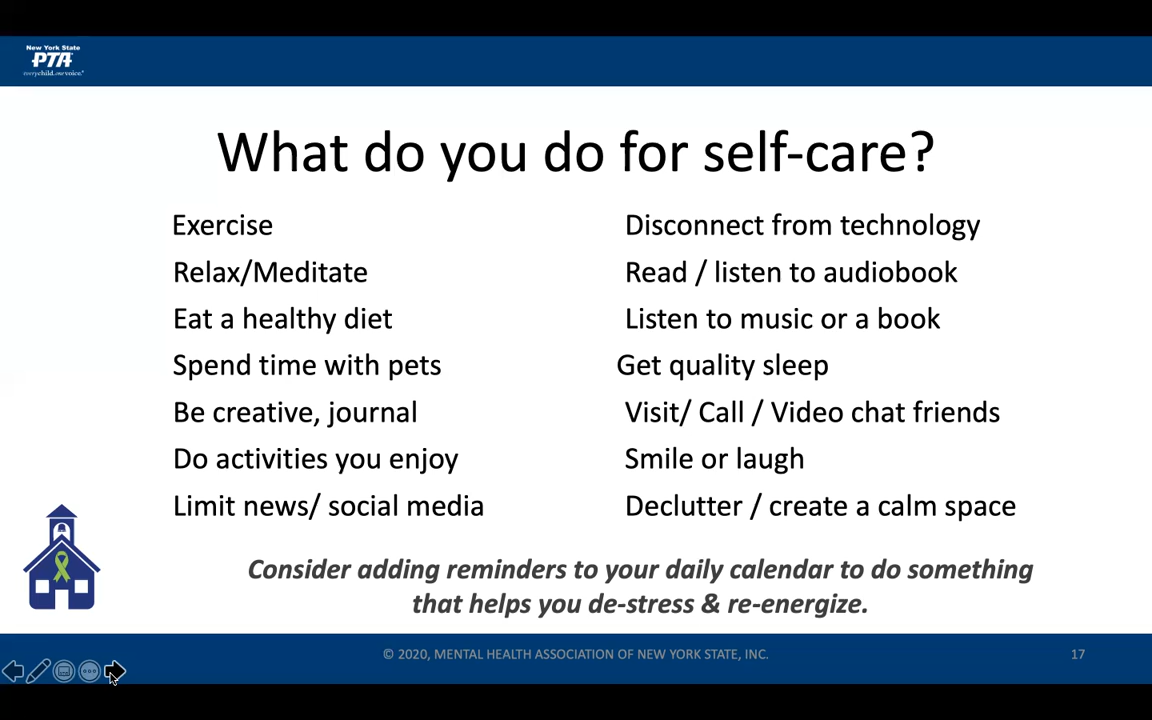 New York State
PTA
everychild.onevoice.®
What do you do for self-care?
Exercise
Relax/Meditate
Eat a healthy diet
Spend time with pets
Be creative, journal
Do activities you enjoy
Limit news/ social media
Disconnect from technology
Read / listen to audiobook
Listen to music or a book
Get quality sleep
Visit/ Call / Video chat friends
Smile or laugh
Declutter / create a calm space
Consider adding reminders to your daily calendar to do something
that helps you de-stress & re-energize.
© 2020, MENTAL HEALTH ASSOCIATION OF NEW YORK STATE, INC.
17